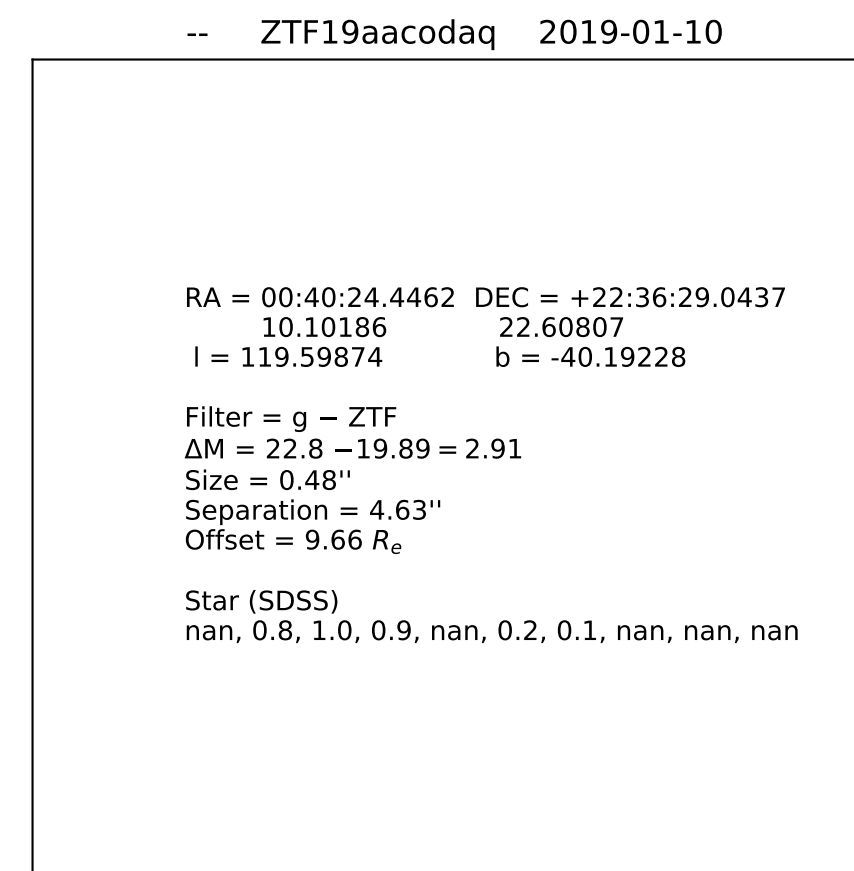 -- ZTF19aacodaq 2019-01-10
RA = 00:40:24.4462 DEC = +22:36:29.0437
10.10186 22.60807
l = 119.59874 b = -40.19228
Filter = g − ZTF
ΔM = 22.8 −19.89 = 2.91
Size = 0.48''
Separation = 4.63''
Offset = 9.66 Re
Star (SDSS)
nan, 0.8, 1.0, 0.9, nan, 0.2, 0.1, nan, nan, nan